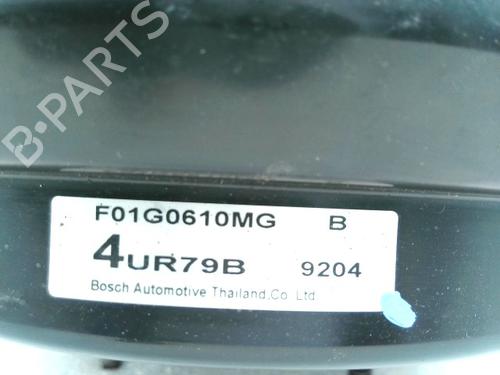 B-PARTS
F01G0610MG B
4UR79B 9204
Bosch Automotive Thailand,Co. Ltd.